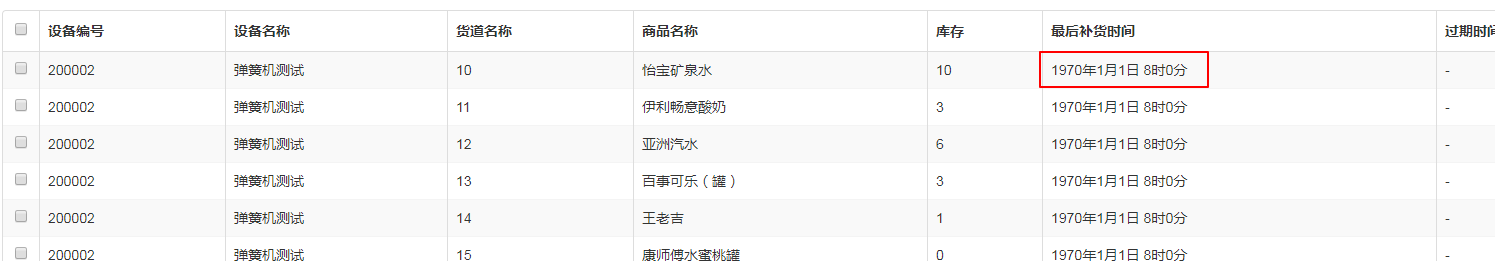 设备编号 设备名称 货道名称 商品名称 库存 最后补货时间 过期时间
200002 弹簧机测试 10 怡宝矿泉水 10 1970年1月1日 8时0分 -
200002 弹簧机测试 11 伊利畅意酸奶 3 1970年1月1日 8时0分 -
200002 弹簧机测试 12 亚洲汽水 6 1970年1月1日 8时0分 -
200002 弹簧机测试 13 百事可乐（罐） 3 1970年1月1日 8时0分 -
200002 弹簧机测试 14 王老吉 1 1970年1月1日 8时0分 -
200002 弹簧机测试 15 康师傅水蜜桃罐 0 1970年1月1日 8时0分 -